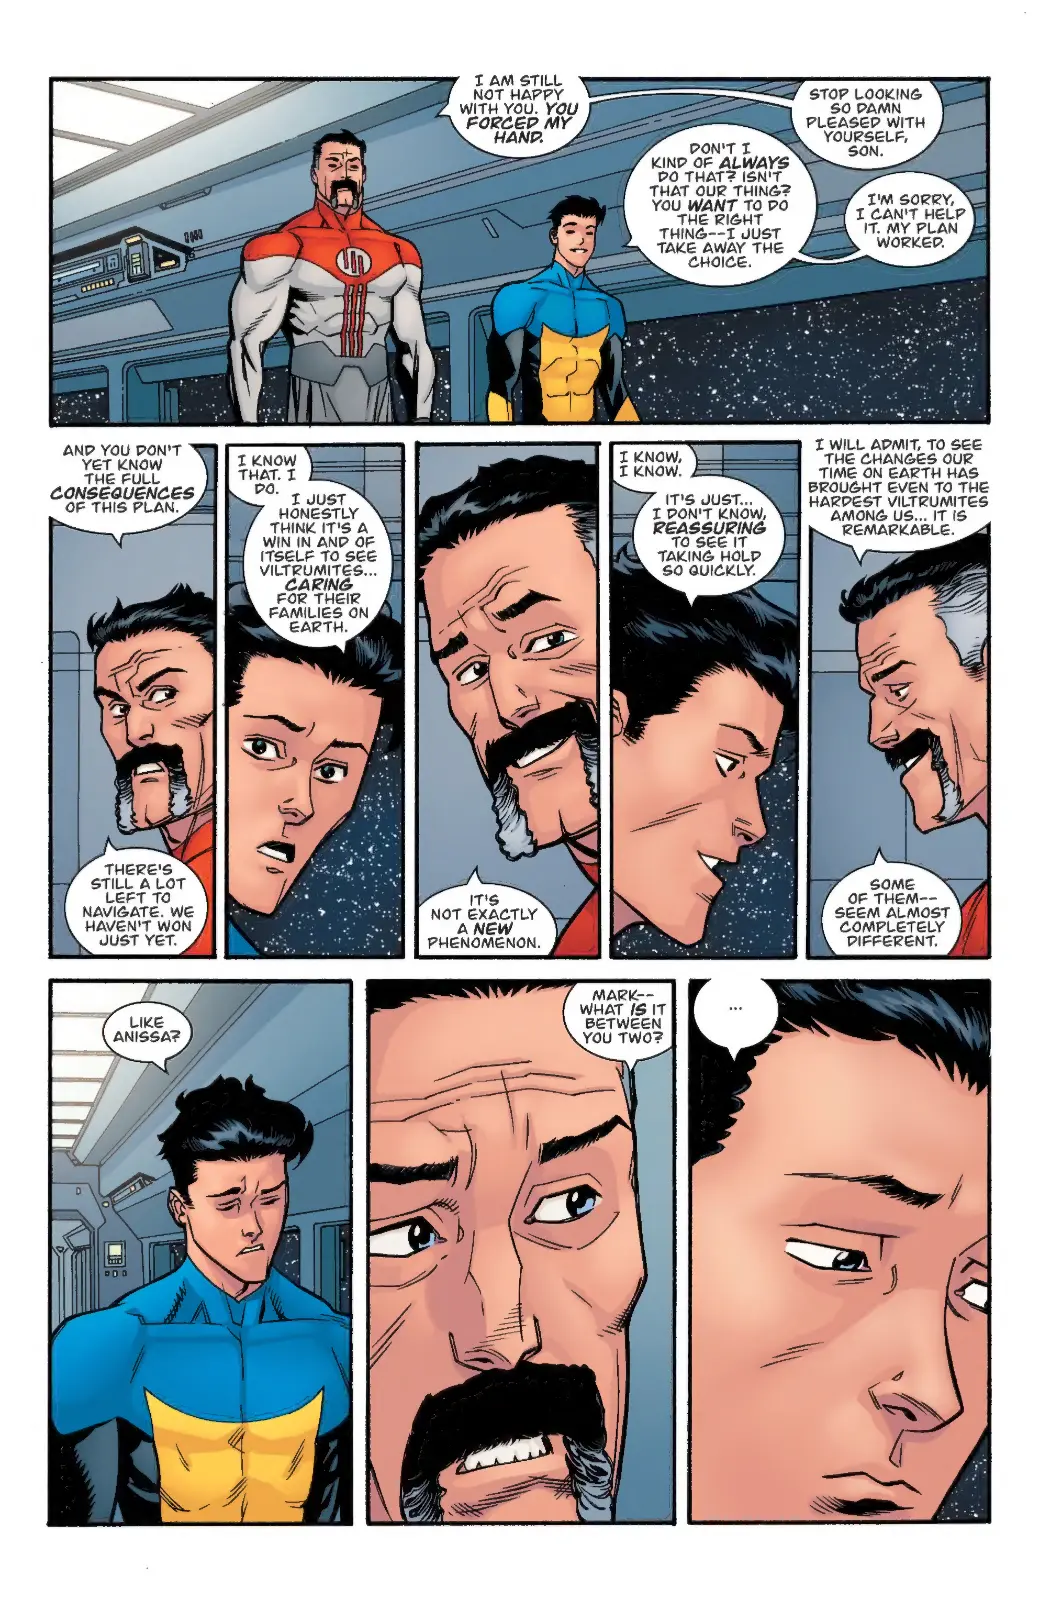 I AM STILL
NOT HAPPY
WITH YOU. YOU
FORCED MY
HAND.
STOP LOOKING
SO DAMN
PLEASED WITH
YOURSELF,
SON.
DON'T I
KIND OF ALWAYS
DO THAT? ISN'T
THAT OUR THING?
YOU WANT TO DO
THE RIGHT
THING--I JUST
TAKE AWAY THE
CHOICE.
I'M SORRY,
I CAN'T HELP
IT. MY PLAN
WORKED.
AND YOU DON'T
YET KNOW
THE FULL
CONSEQUENCES
OF THIS PLAN.
THERE'S
STILL A LOT
LEFT TO
NAVIGATE. WE
HAVEN'T WON
JUST YET.
I KNOW
THAT. I
DO.
I JUST
HONESTLY
THINK IT'S A
WIN IN AND OF
ITSELF TO SEE
VILTRUMITES...
CARING
FOR THEIR
FAMILIES ON
EARTH.
IT'S
NOT EXACTLY
A NEW
PHENOMENON.
I KNOW,
I KNOW.
IT'S JUST...
I DON'T KNOW,
REASSURING
TO SEE IT
TAKING HOLD
SO QUICKLY.
I WILL ADMIT, TO SEE
THE CHANGES OUR
TIME ON EARTH HAS
BROUGHT EVEN TO THE
HARDEST VILTRUMITES
AMONG US... IT IS
REMARKABLE.
SOME
OF THEM--
SEEM ALMOST
COMPLETELY
DIFFERENT.
LIKE
ANISSA?
MARK--
WHAT IS IT
BETWEEN
YOU TWO?
...